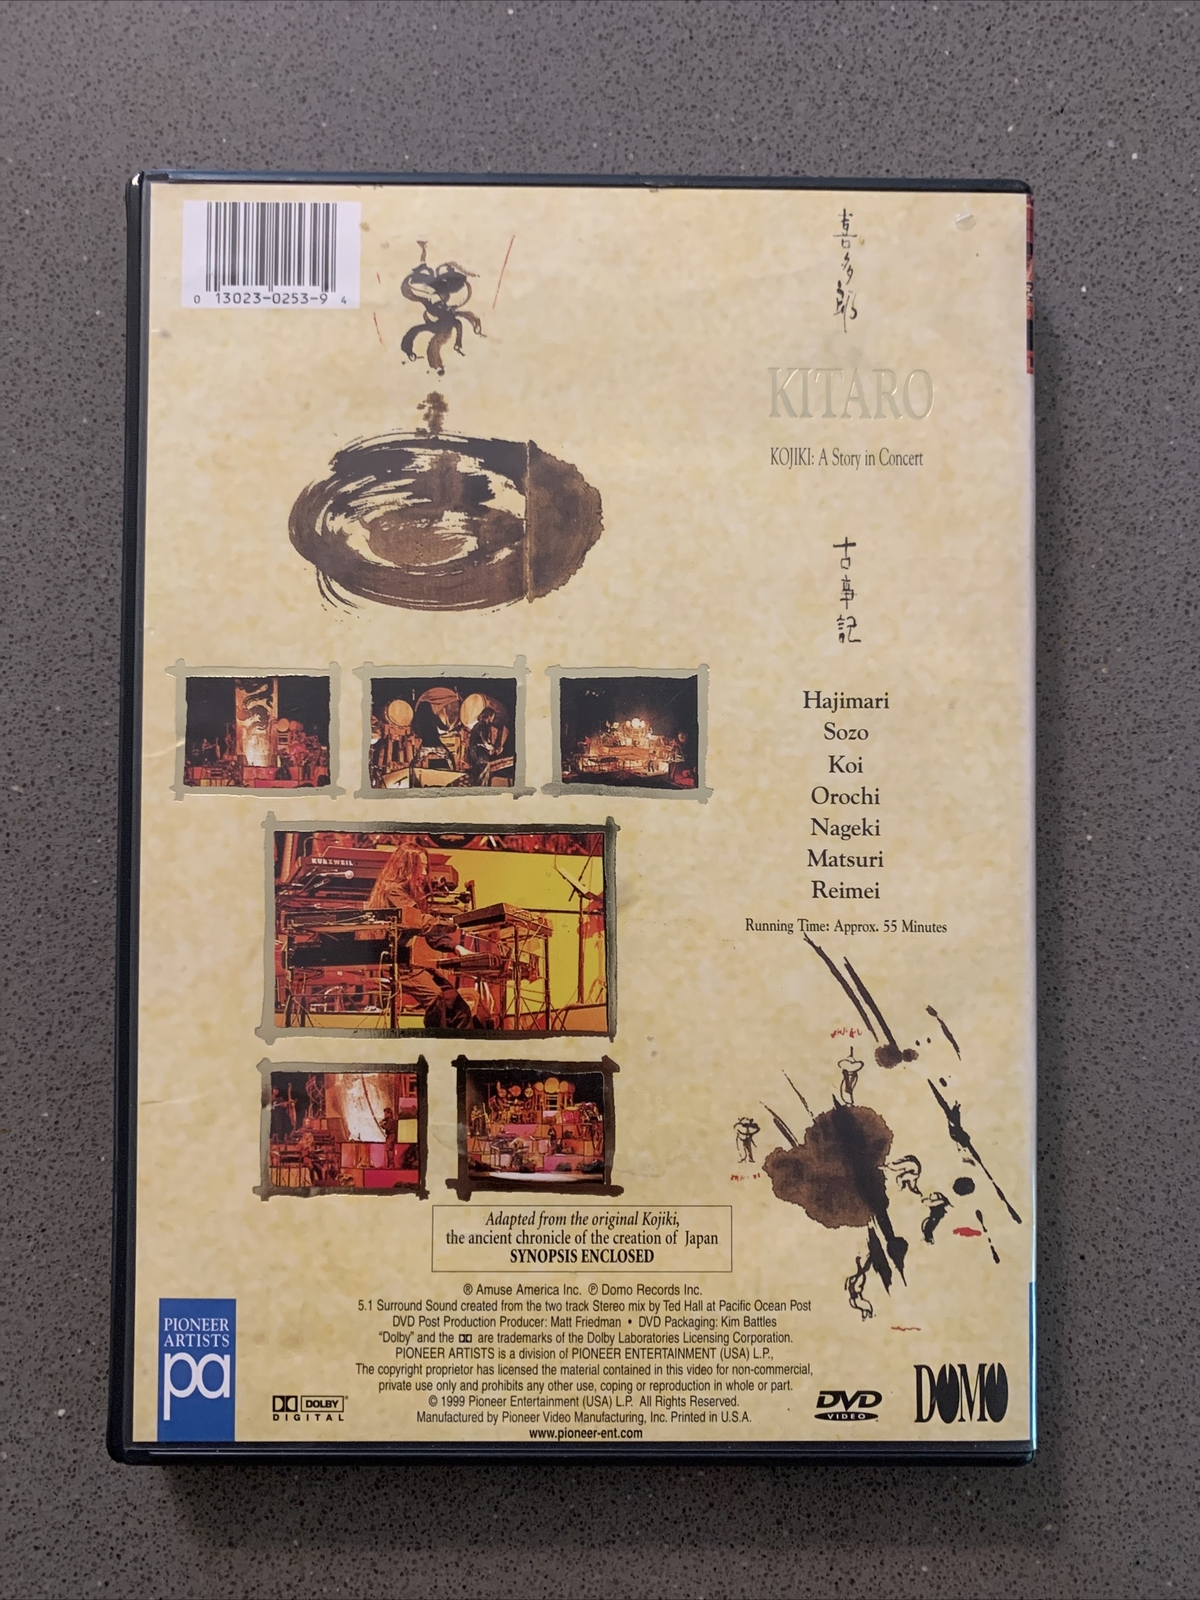 0 13023-0253-9 4
喜多郎
KITARO
KOJIKI: A Story in Concert
古事記
Hajimari
Sozo
Koi
Orochi
Nageki
Matsuri
Reimei
Running Time: Approx. 55 Minutes
KURZWEIL
Adapted from the original Kojiki,
the ancient chronicle of the creation of Japan
SYNOPSIS ENCLOSED
® Amuse America Inc. ℗ Domo Records Inc.
5.1 Surround Sound created from the two track Stereo mix by Ted Hall at Pacific Ocean Post
DVD Post Production Producer: Matt Friedman • DVD Packaging: Kim Battles
"Dolby" and the DD are trademarks of the Dolby Laboratories Licensing Corporation.
PIONEER ARTISTS is a division of PIONEER ENTERTAINMENT (USA) L.P.,
The copyright proprietor has licensed the material contained in this video for non-commercial,
private use only and prohibits any other use, coping or reproduction in whole or part.
© 1999 Pioneer Entertainment (USA) L.P. All Rights Reserved.
Manufactured by Pioneer Video Manufacturing, Inc. Printed in U.S.A.
www.pioneer-ent.com
PIONEER
ARTISTS
pa
DOLBY
DIGITAL
DVD
VIDEO
DOMO